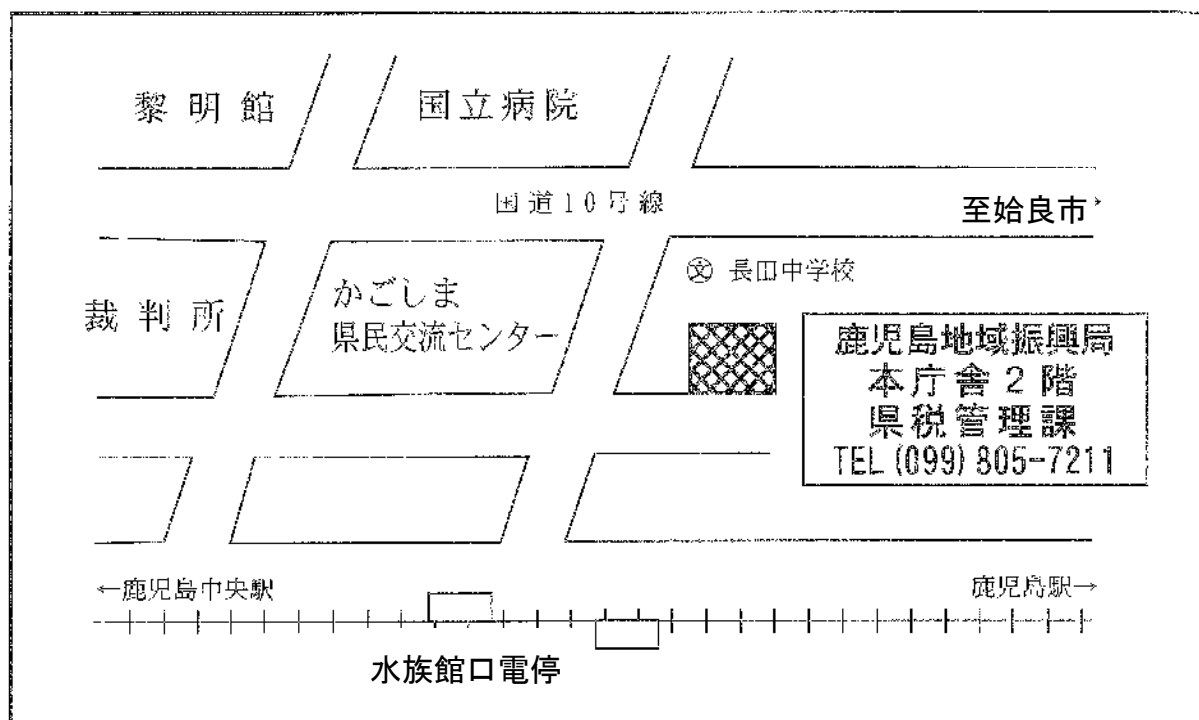 黎明館
国立病院
国道10号線
至姶良市
㊫ 長田中学校
裁判所
かごしま
県民交流センター
鹿児島地域振興局
本庁舎2階
県税管理課
TEL (099) 805-7211
←鹿児島中央駅
鹿児島駅→
水族館口電停